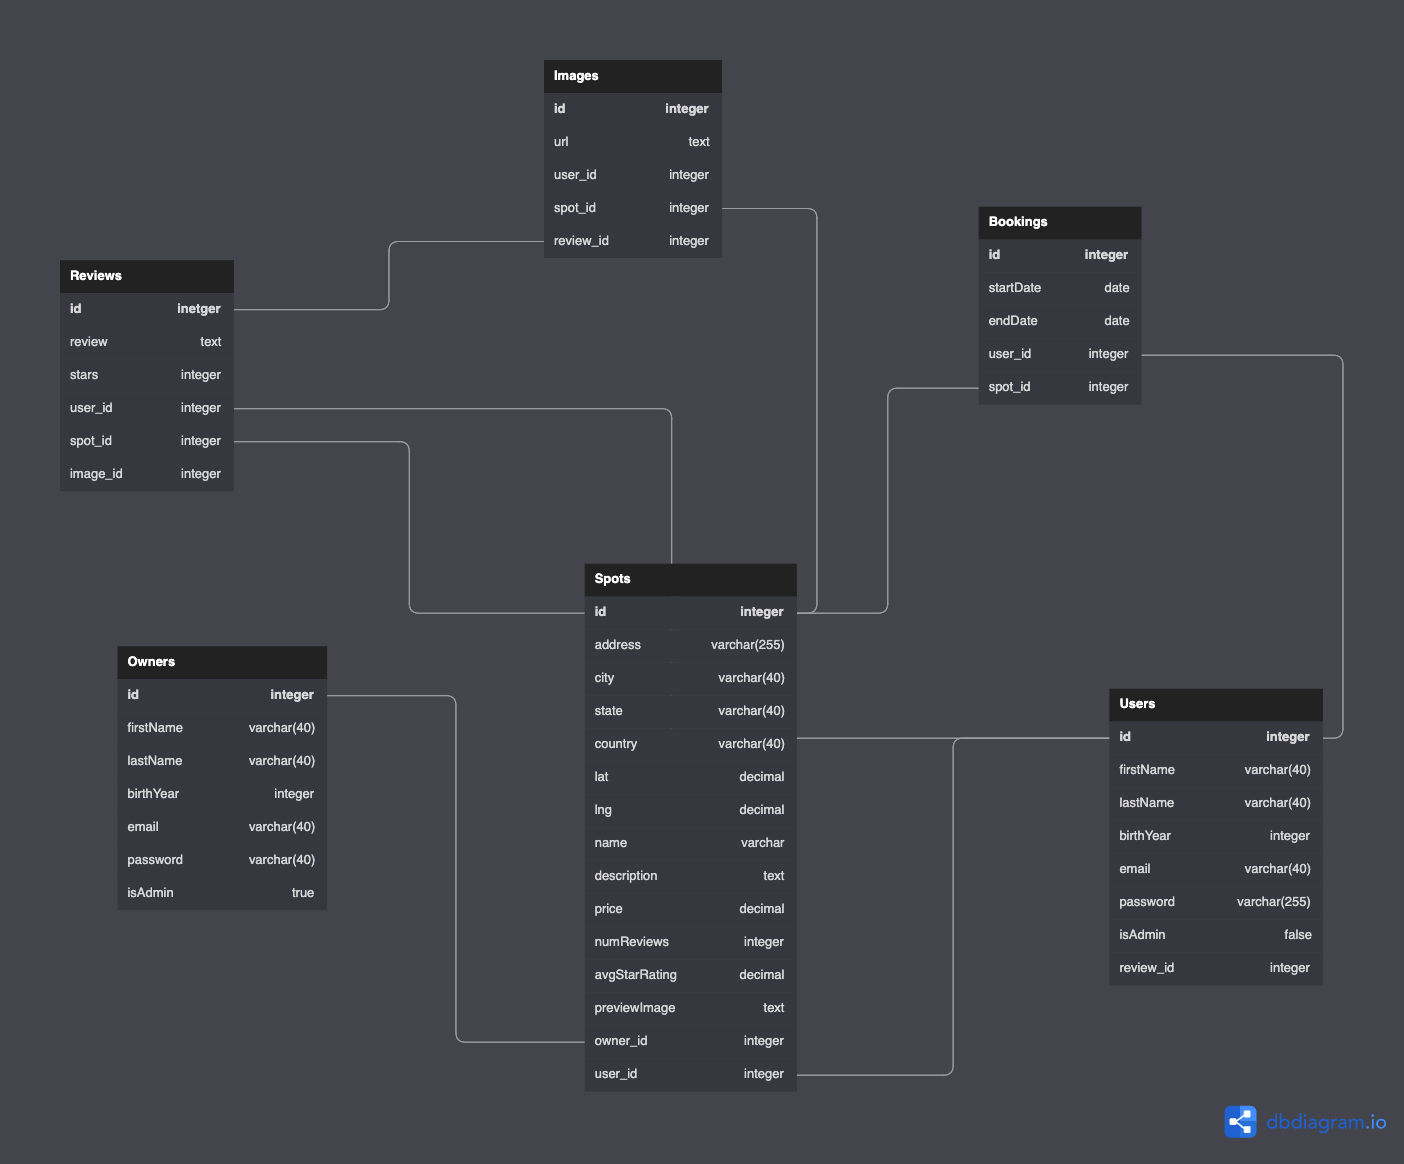 Images
id integer
url text
user_id integer
spot_id integer
review_id integer
Bookings
id integer
startDate date
endDate date
user_id integer
spot_id integer
Reviews
id inetger
review text
stars integer
user_id integer
spot_id integer
image_id integer
Spots
id integer
address varchar(255)
city varchar(40)
state varchar(40)
country varchar(40)
lat decimal
lng decimal
name varchar
description text
price decimal
numReviews integer
avgStarRating decimal
previewImage text
owner_id integer
user_id integer
Owners
id integer
firstName varchar(40)
lastName varchar(40)
birthYear integer
email varchar(40)
password varchar(40)
isAdmin true
Users
id integer
firstName varchar(40)
lastName varchar(40)
birthYear integer
email varchar(40)
password varchar(255)
isAdmin false
review_id integer
dbdiagram.io